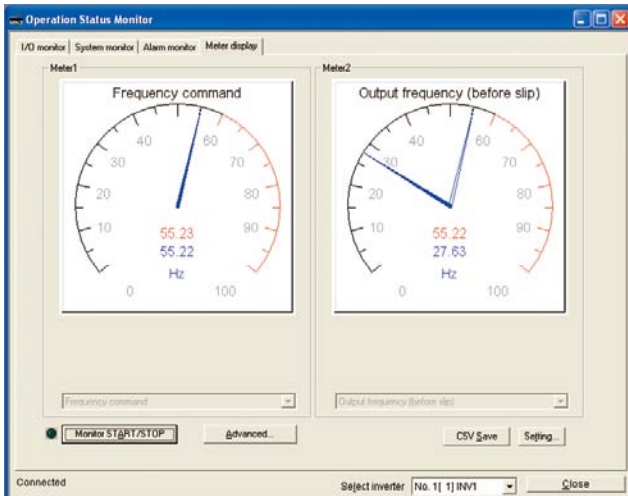 Operation Status Monitor
I/O monitor System monitor Alarm monitor Meter display
Meter1
Frequency command
0
10
20
30
40
60
70
80
90
100
55.23
55.22
Hz
Frequency command
Meter2
Output frequency (before slip)
0
10
20
30
40
60
70
80
90
100
55.22
27.63
Hz
Output frequency (before slip)
Monitor START/STOP
Advanced...
CSV Save
Setting...
Connected
Select inverter
No. 1[ 1] INV1
Close